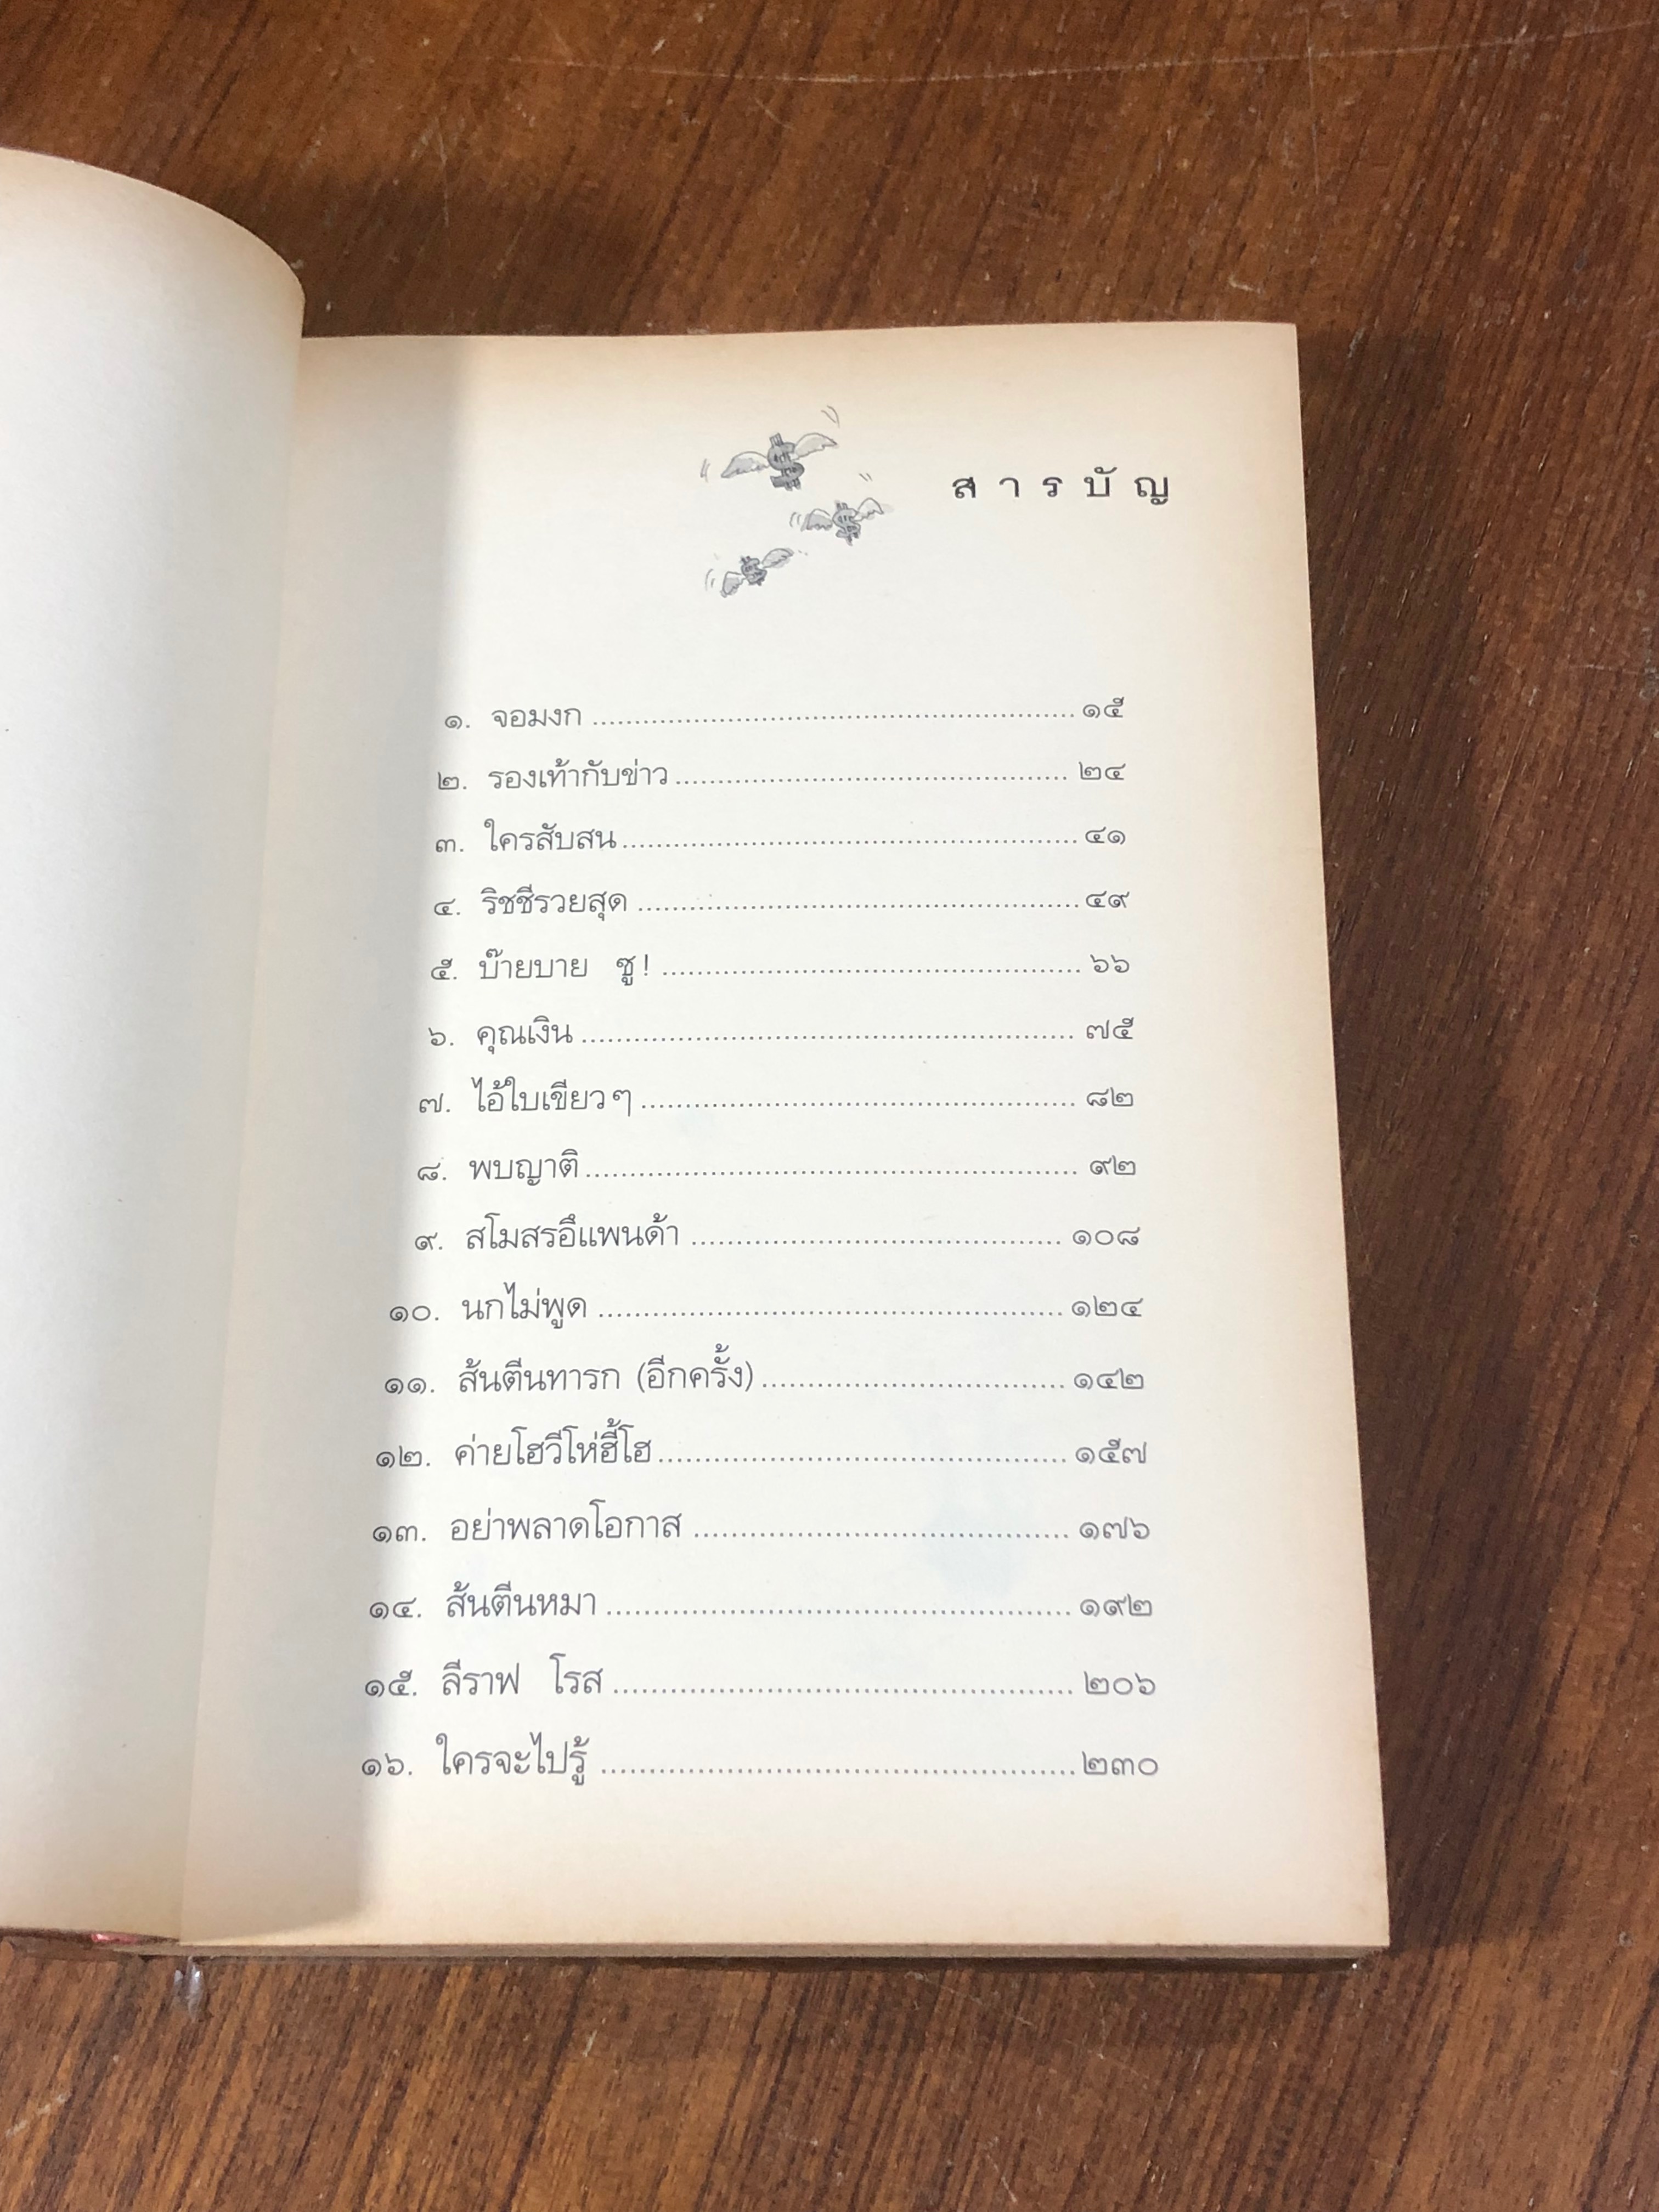 สารบัญ
๑. จอมงก ........................................ ๑๕
๒. รองเท้ากับข่าว ........................................ ๒๔
๓. ใครสับสน ........................................ ๔๑
๔. ริชชีรวยสุด ........................................ ๔๙
๕. บ๊ายบาย ซู! ........................................ ๖๖
๖. คุณเงิน ........................................ ๗๕
๗. ไอ้ใบเขียวๆ ........................................ ๘๒
๘. พบญาติ ........................................ ๙๒
๙. สโมสรอึแพนด้า ........................................ ๑๐๘
๑๐. นกไม่พูด ........................................ ๑๒๔
๑๑. ส้นตีนทารก (อีกครั้ง) ........................................ ๑๔๒
๑๒. ค่ายโฮวีโห่ฮี้โฮ ........................................ ๑๕๗
๑๓. อย่าพลาดโอกาส ........................................ ๑๗๖
๑๔. ส้นตีนหมา ........................................ ๑๙๒
๑๕. ลีราฟ โรส ........................................ ๒๐๖
๑๖. ใครจะไปรู้ ........................................ ๒๓๐